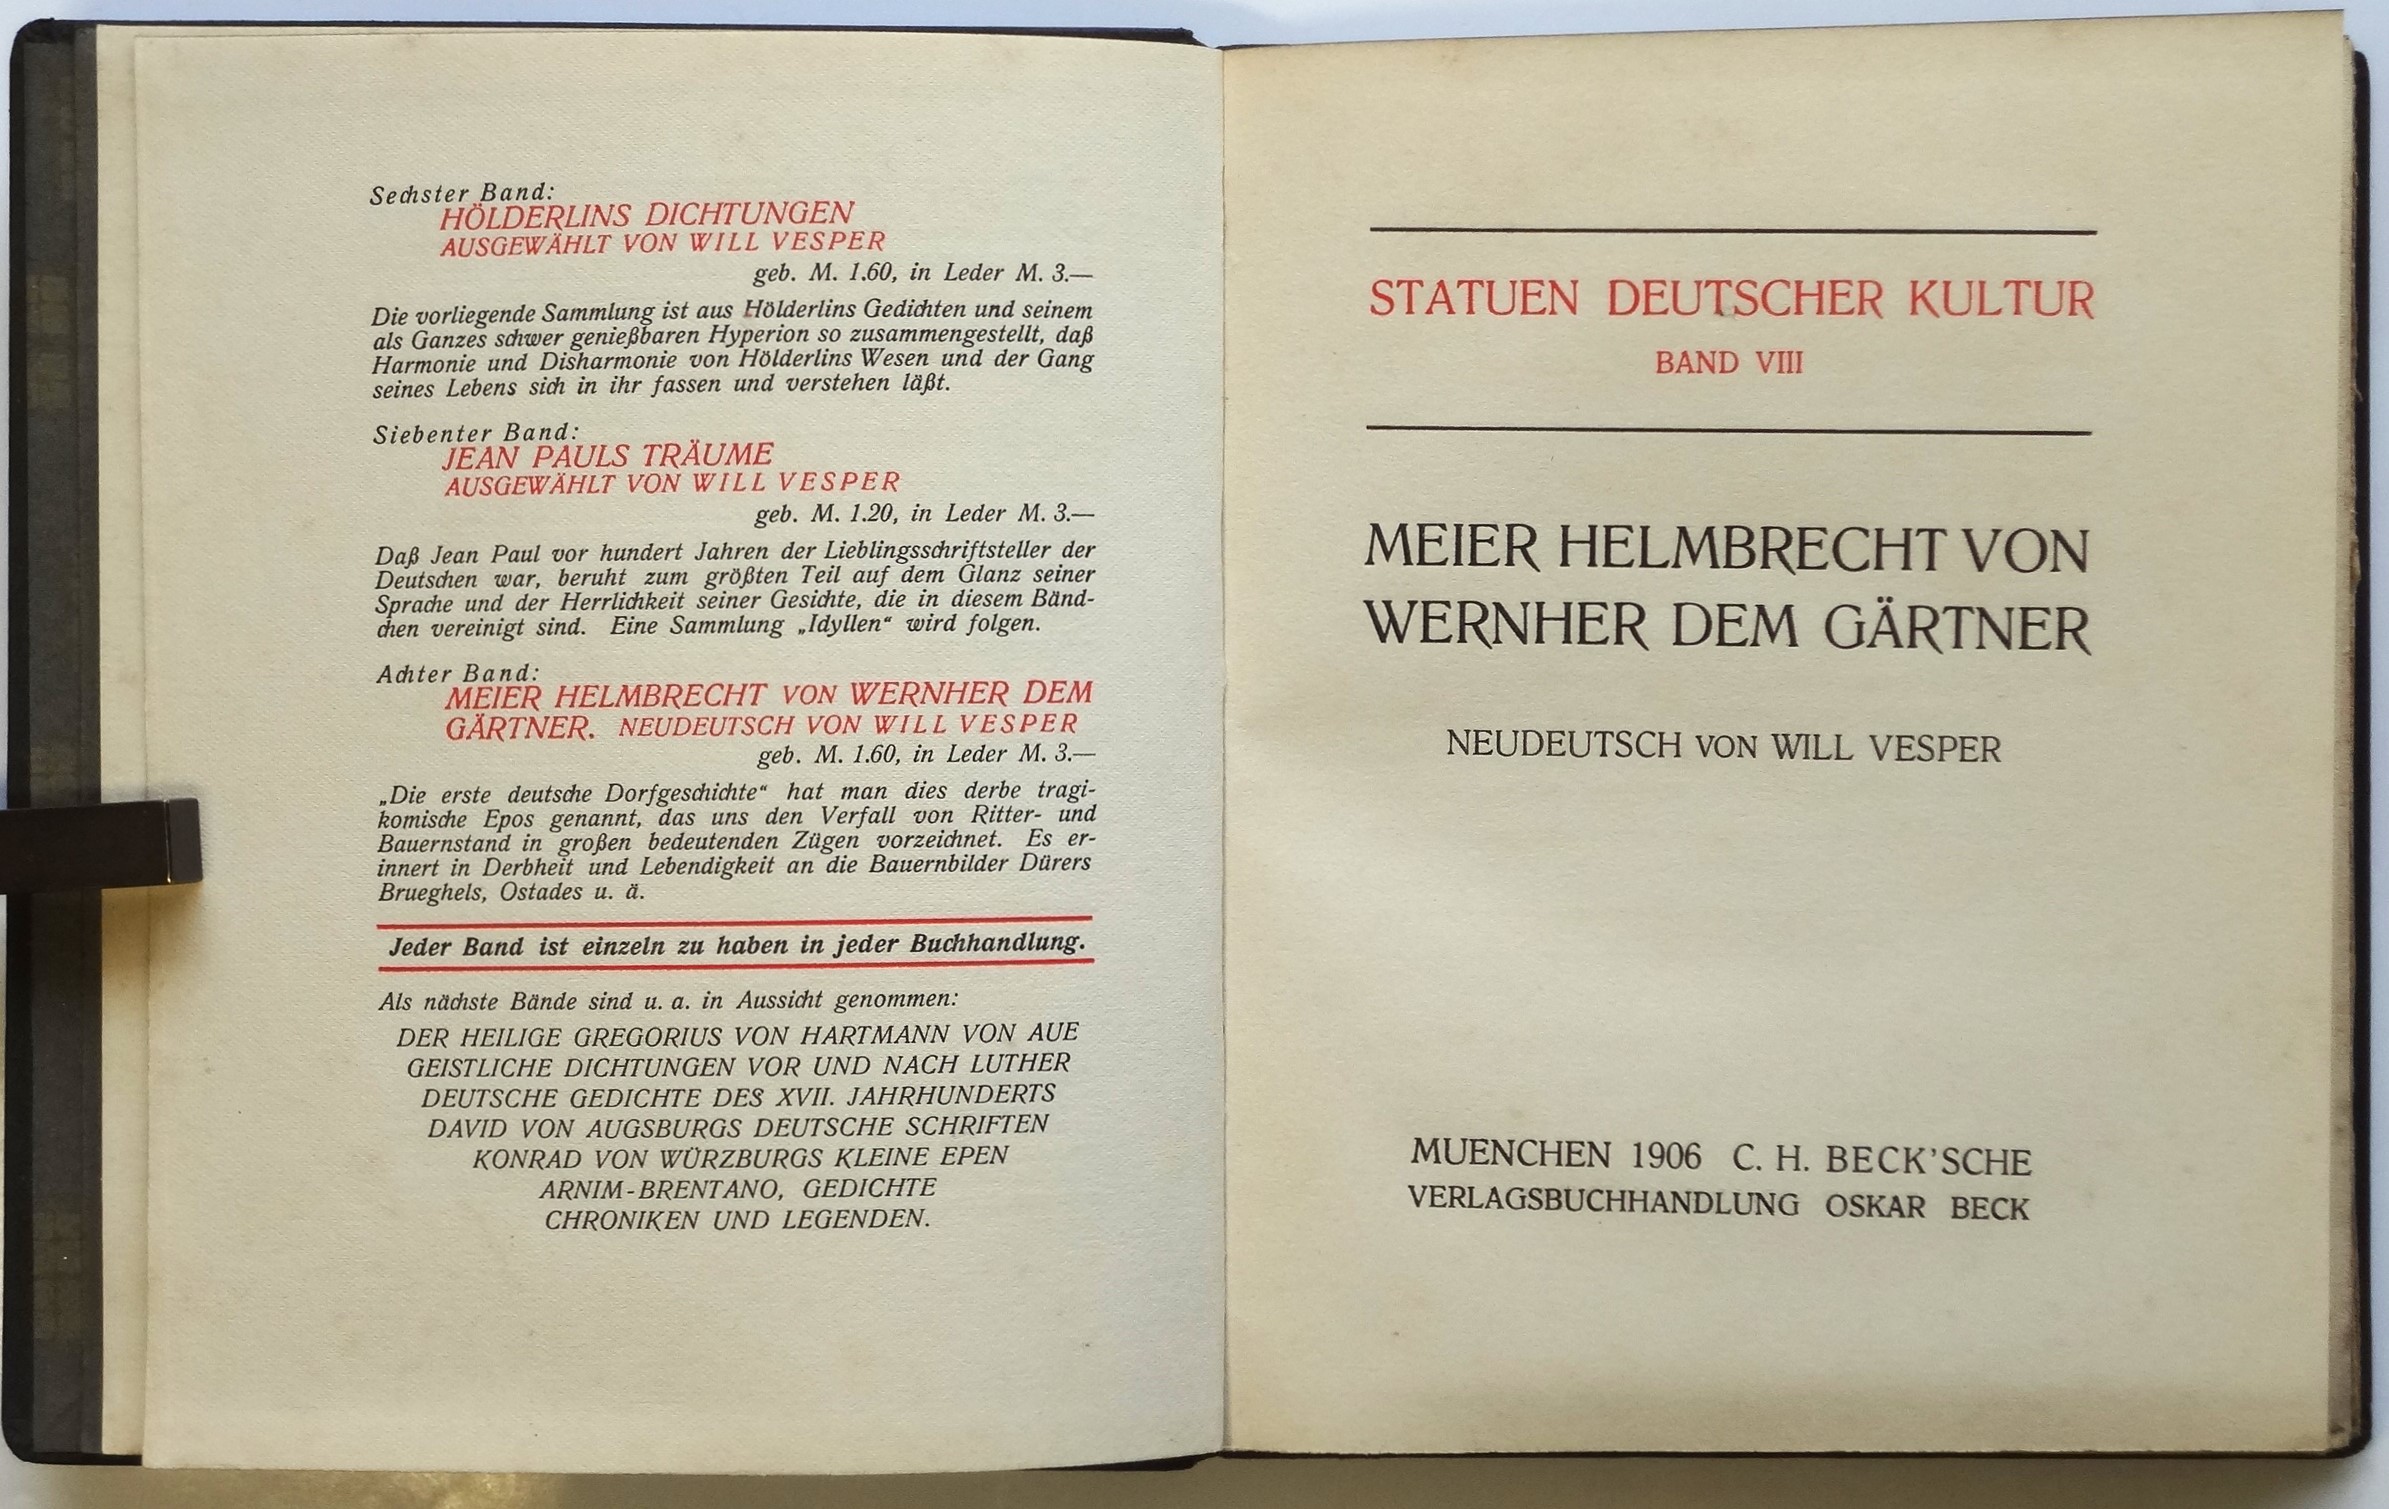 Sechster Band:
HÖLDERLINS DICHTUNGEN
AUSGEWÄHLT VON WILL VESPER
geb. M. 1.60, in Leder M. 3.—
Die vorliegende Sammlung ist aus Hölderlins Gedichten und seinem
als Ganzes schwer genießbaren Hyperion so zusammengestellt, daß
Harmonie und Disharmonie von Hölderlins Wesen und der Gang
seines Lebens sich in ihr fassen und verstehen läßt.
Siebenter Band:
JEAN PAULS TRÄUME
AUSGEWÄHLT VON WILL VESPER
geb. M. 1.20, in Leder M. 3.—
Daß Jean Paul vor hundert Jahren der Lieblingsschriftsteller der
Deutschen war, beruht zum größten Teil auf dem Glanz seiner
Sprache und der Herrlichkeit seiner Gesichte, die in diesem Bänd-
chen vereinigt sind. Eine Sammlung „Idyllen“ wird folgen.
Achter Band:
MEIER HELMBRECHT VON WERNHER DEM
GÄRTNER. NEUDEUTSCH VON WILL VESPER
geb. M. 1.60, in Leder M. 3.—
„Die erste deutsche Dorfgeschichte“ hat man dies derbe tragi-
komische Epos genannt, das uns den Verfall von Ritter- und
Bauernstand in großen bedeutenden Zügen vorzeichnet. Es er-
innert in Derbheit und Lebendigkeit an die Bauernbilder Dürers
Brueghels, Ostades u. ä.
Jeder Band ist einzeln zu haben in jeder Buchhandlung.
Als nächste Bände sind u. a. in Aussicht genommen:
DER HEILIGE GREGORIUS VON HARTMANN VON AUE
GEISTLICHE DICHTUNGEN VOR UND NACH LUTHER
DEUTSCHE GEDICHTE DES XVII. JAHRHUNDERTS
DAVID VON AUGSBURGS DEUTSCHE SCHRIFTEN
KONRAD VON WÜRZBURGS KLEINE EPEN
ARNIM-BRENTANO, GEDICHTE
CHRONIKEN UND LEGENDEN.
STATUEN DEUTSCHER KULTUR
BAND VIII
MEIER HELMBRECHT VON
WERNHER DEM GÄRTNER
NEUDEUTSCH VON WILL VESPER
MUENCHEN 1906 C. H. BECK'SCHE
VERLAGSBUCHHANDLUNG OSKAR BECK